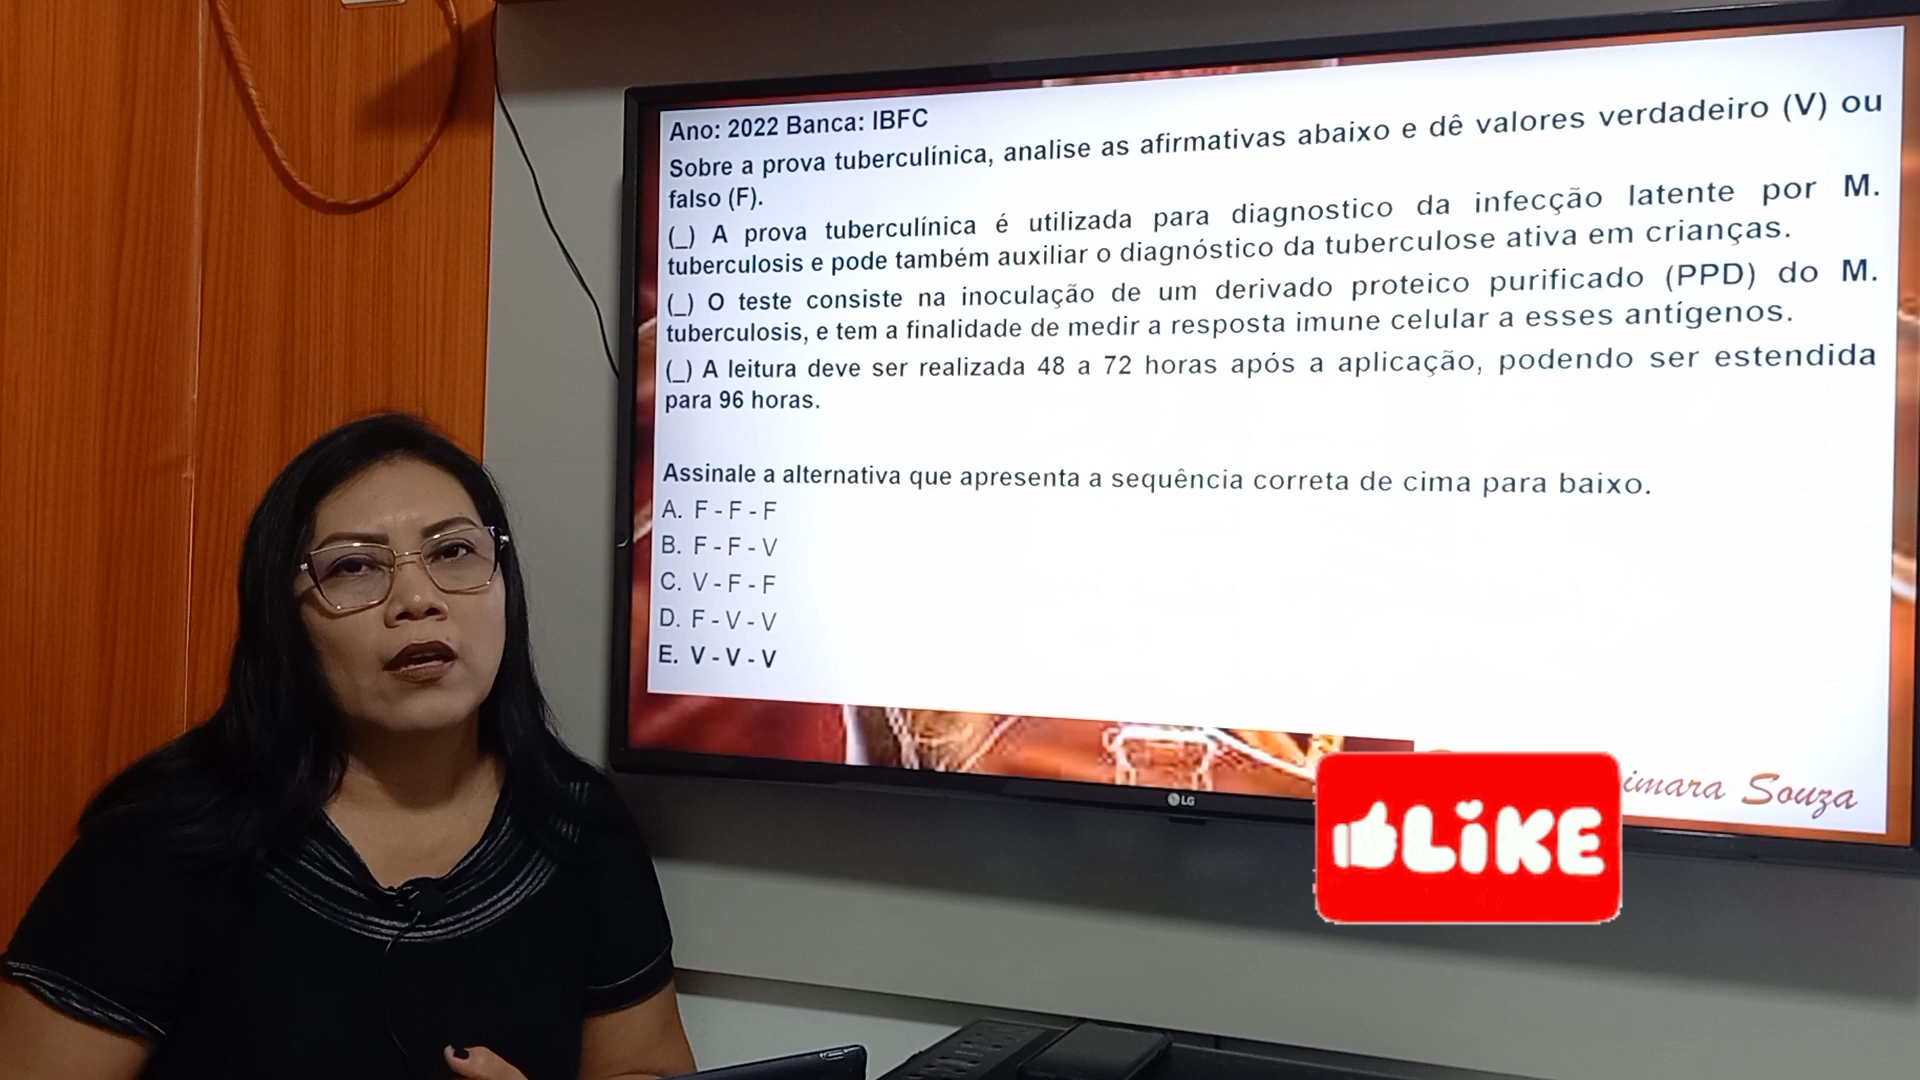 Ano: 2022 Banca: IBFC
Sobre a prova tuberculínica, analise as afirmativas abaixo e dê valores verdadeiro (V) ou
falso (F).
(_) A prova tuberculínica é utilizada para diagnostico da infecção latente por M.
tuberculosis e pode também auxiliar o diagnóstico da tuberculose ativa em crianças.
(_) O teste consiste na inoculação de um derivado proteico purificado (PPD) do M.
tuberculosis, e tem a finalidade de medir a resposta imune celular a esses antígenos.
(_) A leitura deve ser realizada 48 a 72 horas após a aplicação, podendo ser estendida
para 96 horas.
Assinale a alternativa que apresenta a sequência correta de cima para baixo.
A. F - F - F
B. F - F - V
C. V - F - F
D. F - V - V
E. V - V - V
imara Souza
LG
LiKE